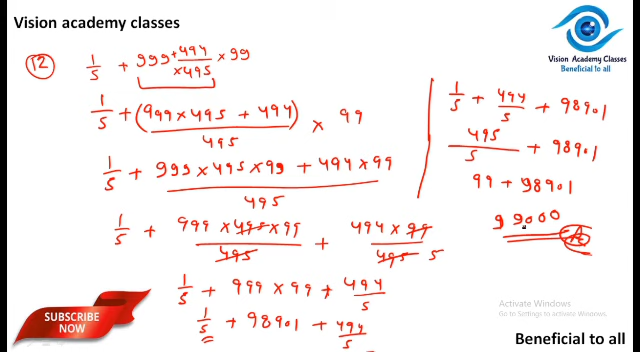 Vision academy classes
12 1/5 + 999 + 494/×495 × 99
1/5 + (999 × 495 + 494)/495 × 99
1/5 + 999 × 495 × 99 + 494 × 99/495
1/5 + 999 × 495 × 99/495 + 494 × 99/495 5
1/5 + 999 × 99 + 494/5
1/5 + 98901 + 494/5
1/5 + 494/5 + 98901
495/5 + 98901
99 + 98901
99000
A
Vision Academy Classes
Beneficial to all
SUBSCRIBE
NOW
Activate Windows
Go to Settings to activate Windows.
Beneficial to all